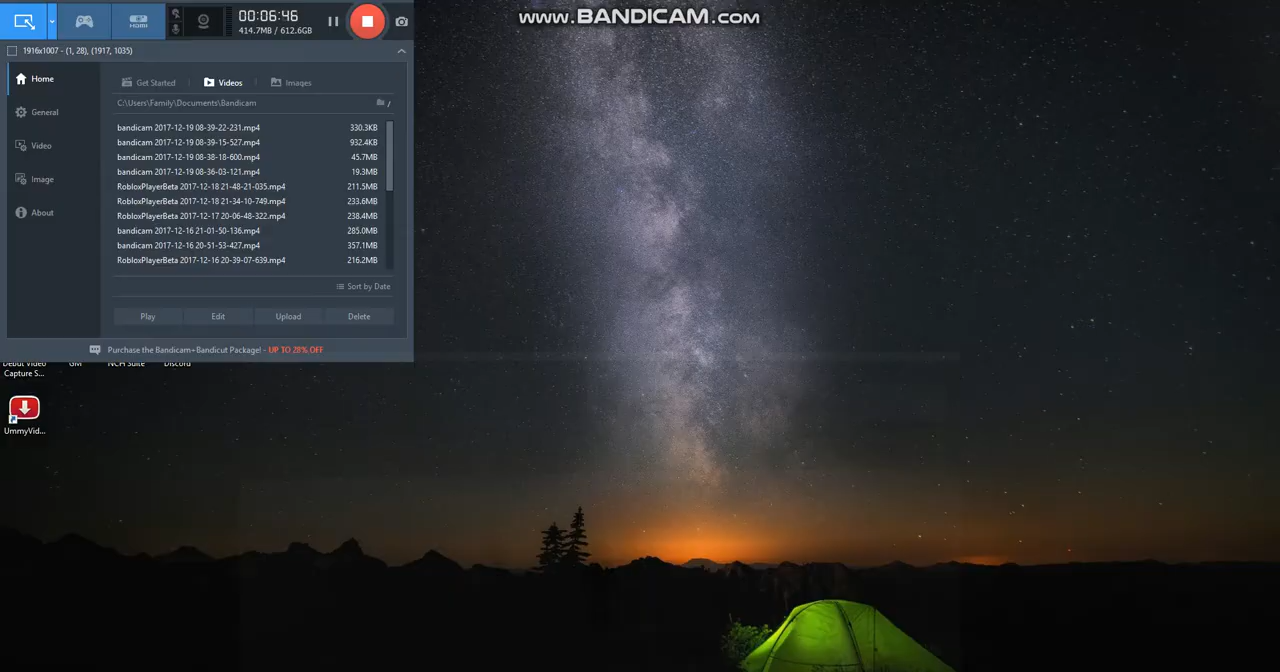 www.BANDICAM.com
HDMI
00:06:46
414.7MB / 612.6GB
1916x1007 - (1, 28), (1917, 1035)
Home
General
Video
Image
About
Get Started
Videos
Images
C:\Users\Family\Documents\Bandicam
bandicam 2017-12-19 08-39-22-231.mp4 330.3KB
bandicam 2017-12-19 08-39-15-527.mp4 932.4KB
bandicam 2017-12-19 08-38-18-600.mp4 45.7MB
bandicam 2017-12-19 08-36-03-121.mp4 19.3MB
RobloxPlayerBeta 2017-12-18 21-48-21-035.mp4 211.5MB
RobloxPlayerBeta 2017-12-18 21-34-10-749.mp4 233.6MB
RobloxPlayerBeta 2017-12-17 20-06-48-322.mp4 238.4MB
bandicam 2017-12-16 21-01-50-136.mp4 285.0MB
bandicam 2017-12-16 20-51-53-427.mp4 357.1MB
RobloxPlayerBeta 2017-12-16 20-39-07-639.mp4 216.2MB
Sort by Date
Play
Edit
Upload
Delete
Purchase the Bandicam+Bandicut Package! - UP TO 28% OFF
Debut Video
Capture S...
GM
NCH Suite
Discord
UmmyVid...